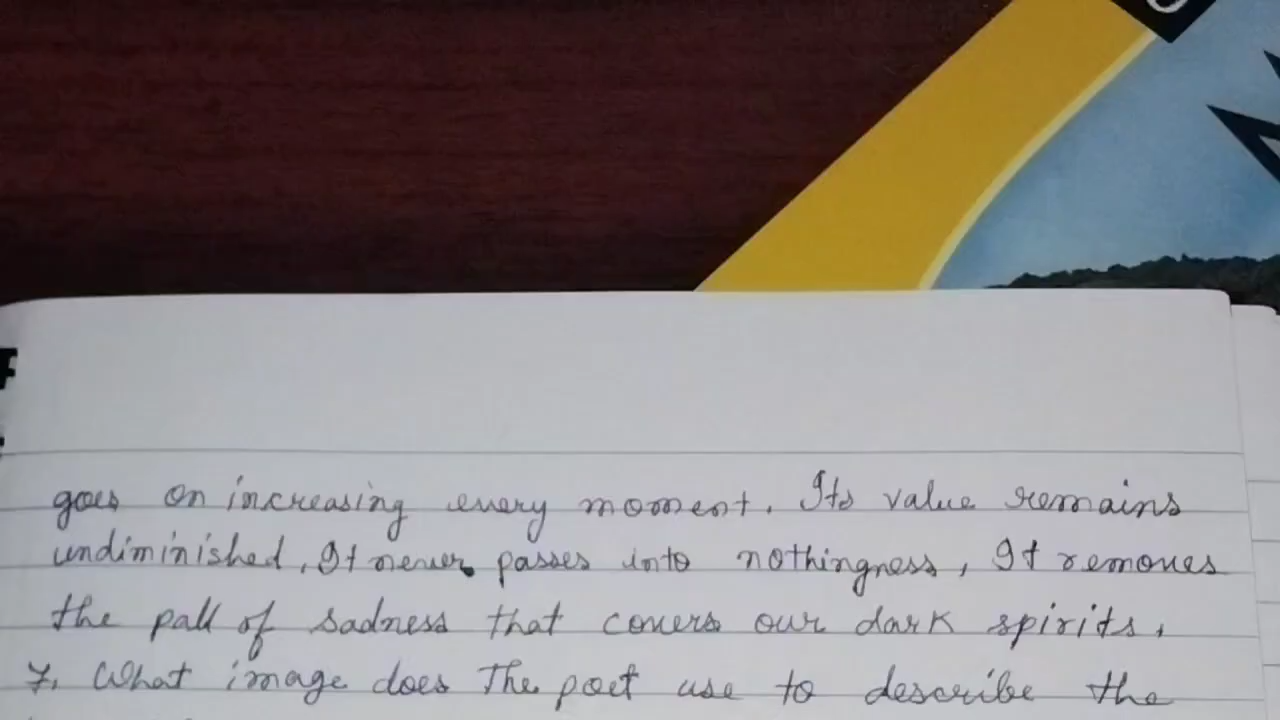 goes on increasing every moment. Its value remains
undiminished, It never passes into nothingness, It removes
the pall of sadness that covers our dark spirits,
7. What image does The poet use to describe the